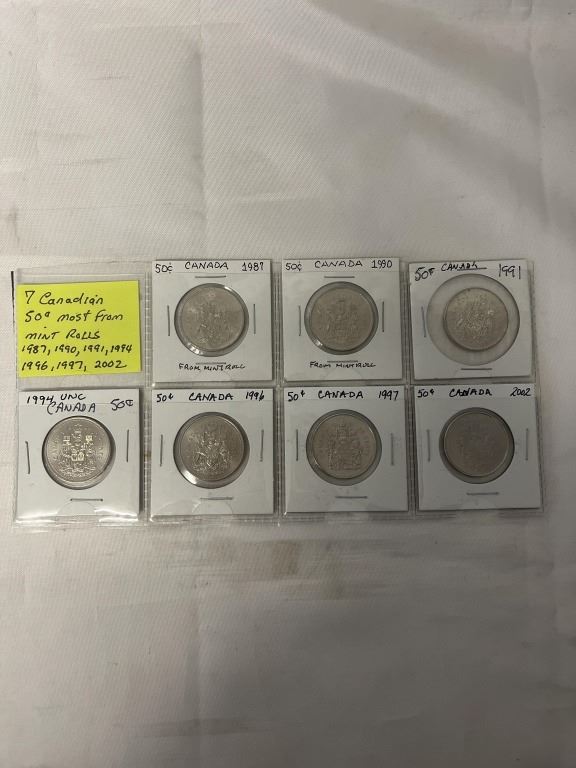 7 Canadian
50¢ most from
mint Rolls
1987, 1990, 1991, 1994
1996, 1997, 2002
50¢ CANADA 1987
FROM MINT ROLL
50¢ CANADA 1990
FROM MINT ROLL
50¢ CANADA 1991
1994 UNC
CANADA 50¢
50¢ CANADA 1996
50¢ CANADA 1997
50¢ CANADA 2002